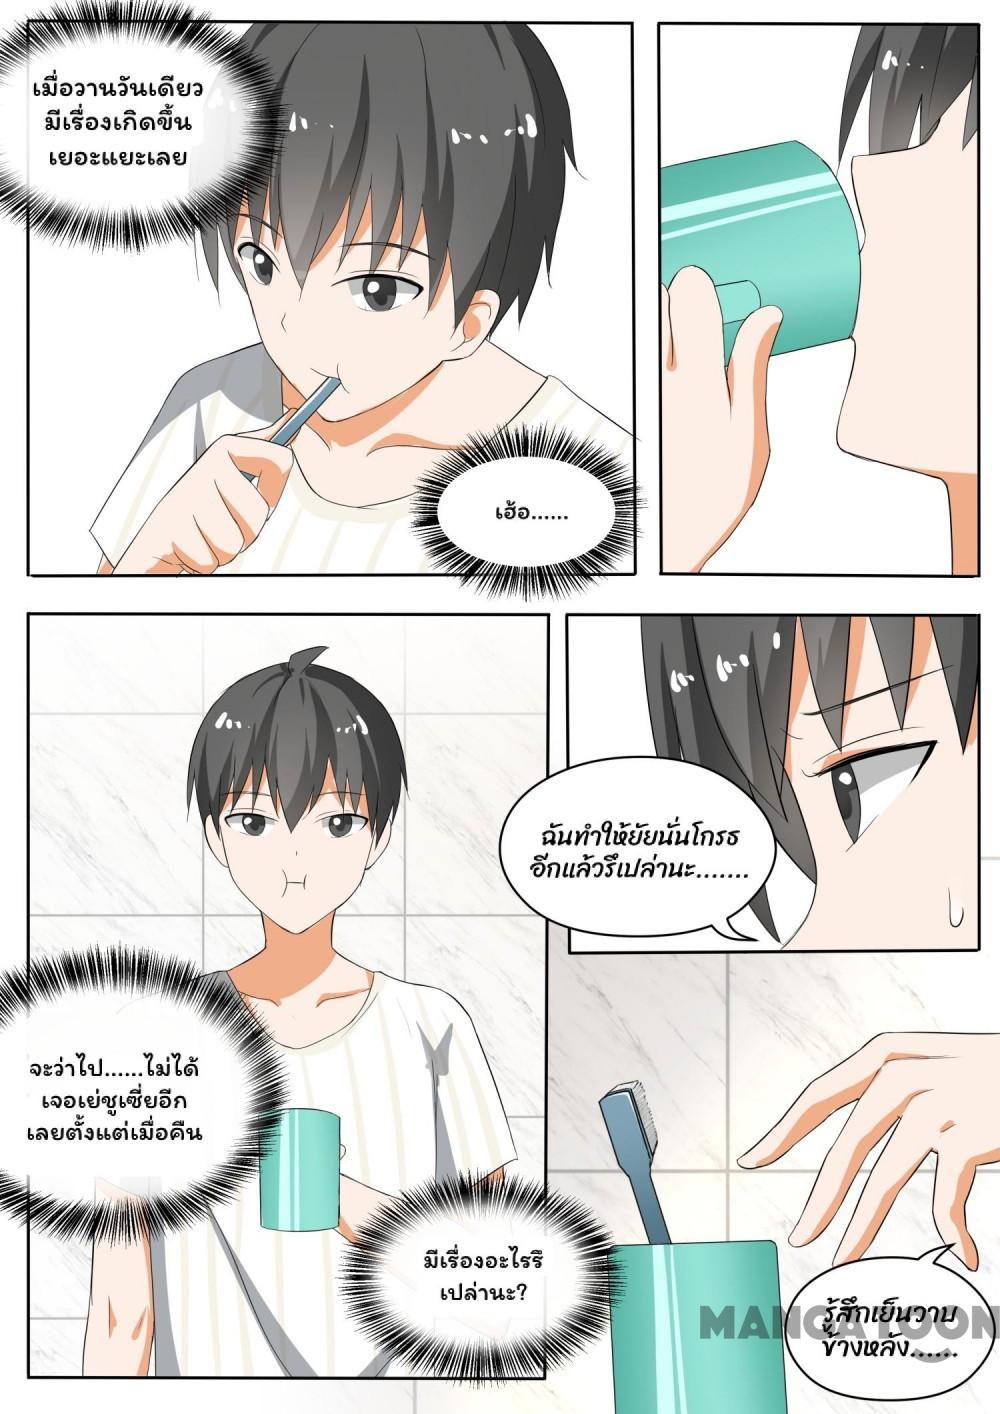 เมื่อวานวันเดียว
มีเรื่องเกิดขึ้น
เยอะแยะเลย
เฮ้อ......
ฉันทำให้ยัยนั่นโกรธ
อีกแล้วรึเปล่านะ.......
จะว่าไป......ไม่ได้
เจอเย่ชูเซี่ยอีก
เลยตั้งแต่เมื่อคืน
มีเรื่องอะไรรึ
เปล่านะ?
รู้สึกเย็นวาบ
ข้างหลัง......
MANGATOON